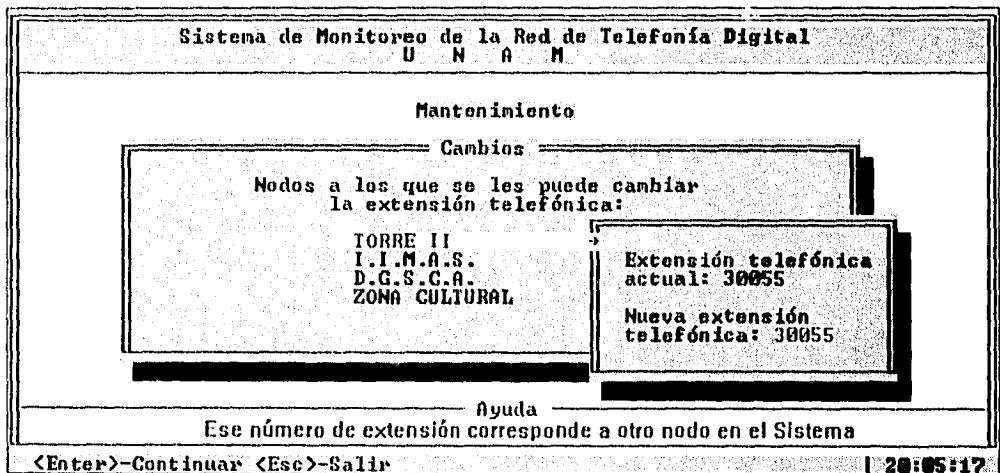 Sistema de Monitoreo de la Red de Telefonía Digital
U N A M
Mantenimiento
Cambios
Nodos a los que se les puede cambiar
la extensión telefónica:
TORRE II
I.I.M.A.S.
D.G.S.C.A.
ZONA CULTURAL
Extensión telefónica
actual: 30055
Nueva extensión
telefónica: 30055
Ayuda
Ese número de extensión corresponde a otro nodo en el Sistema
<Enter>-Continuar <Esc>-Salir | 20:05:17